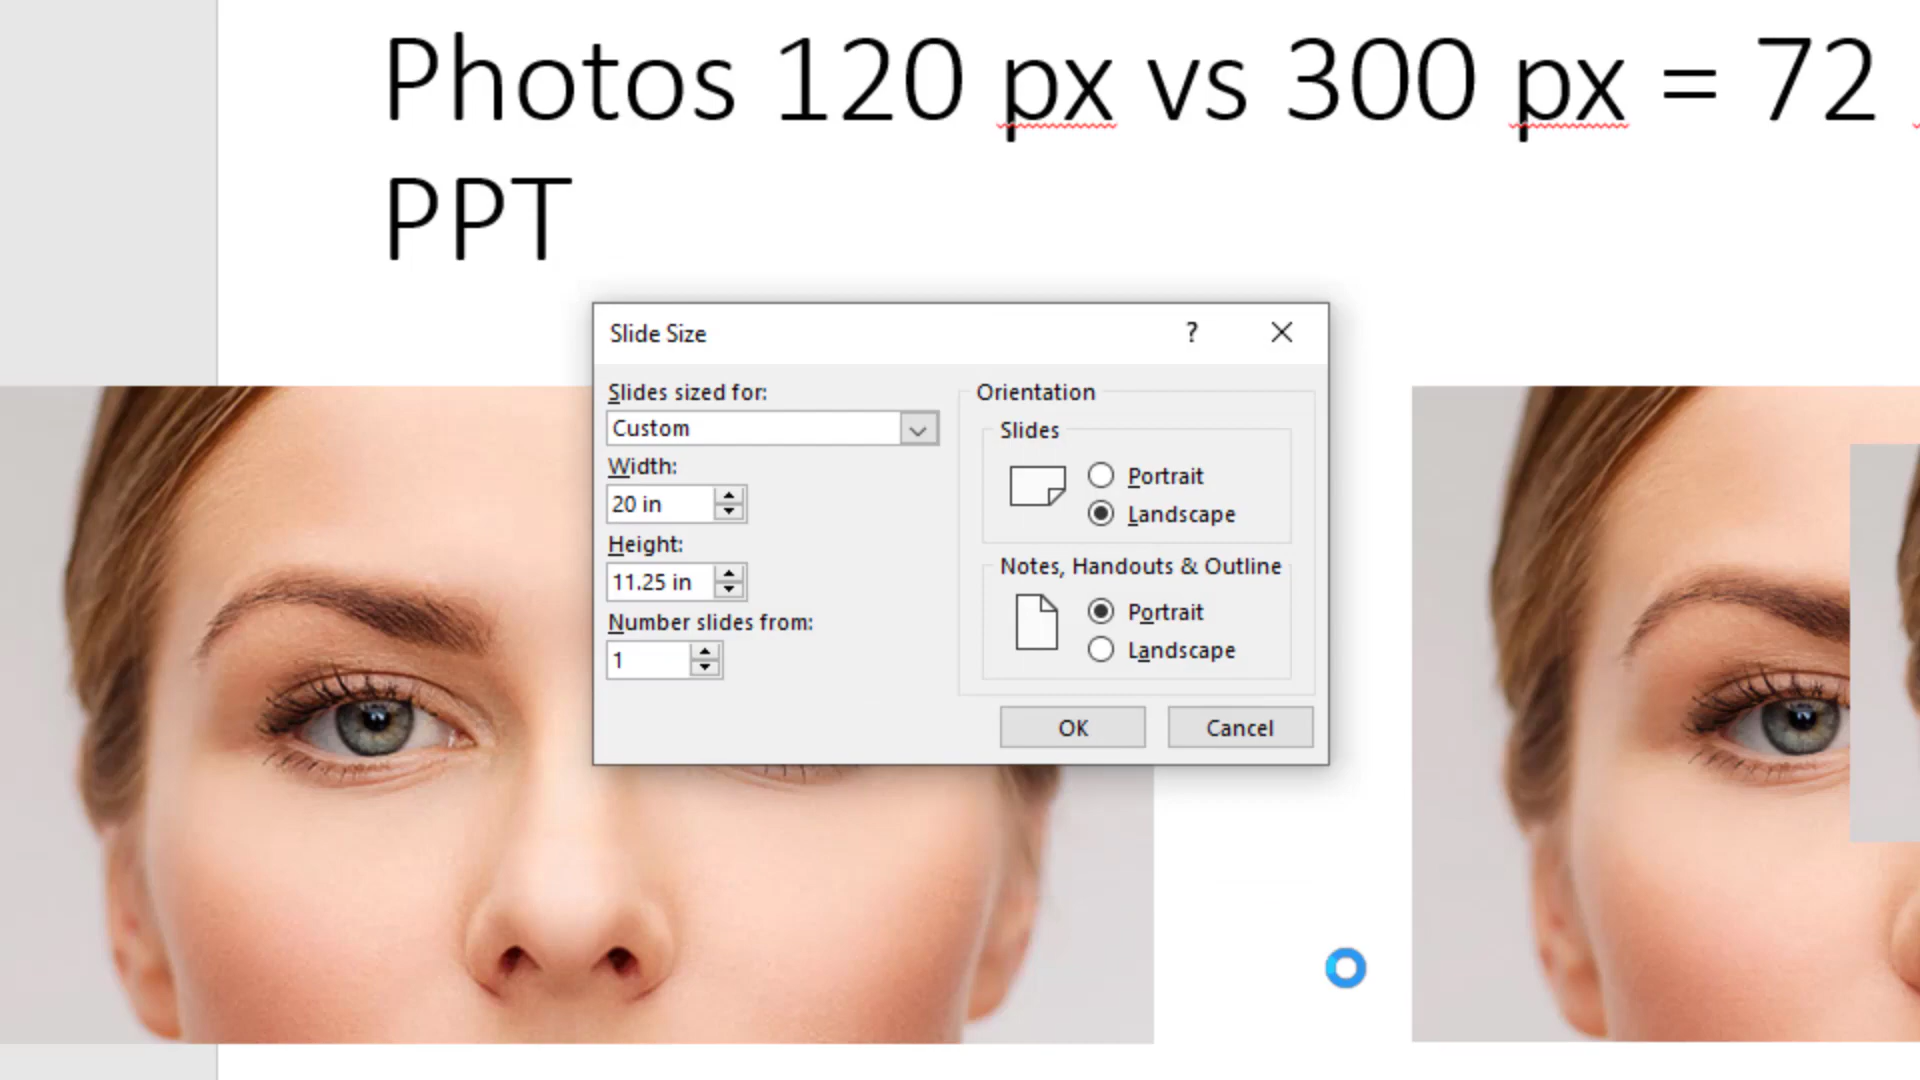 Photos 120 px vs 300 px = 72
PPT
Slide Size
?
Slides sized for:
Custom
Width:
20 in
Height:
11.25 in
Number slides from:
1
Orientation
Slides
Portrait
Landscape
Notes, Handouts & Outline
Portrait
Landscape
OK
Cancel